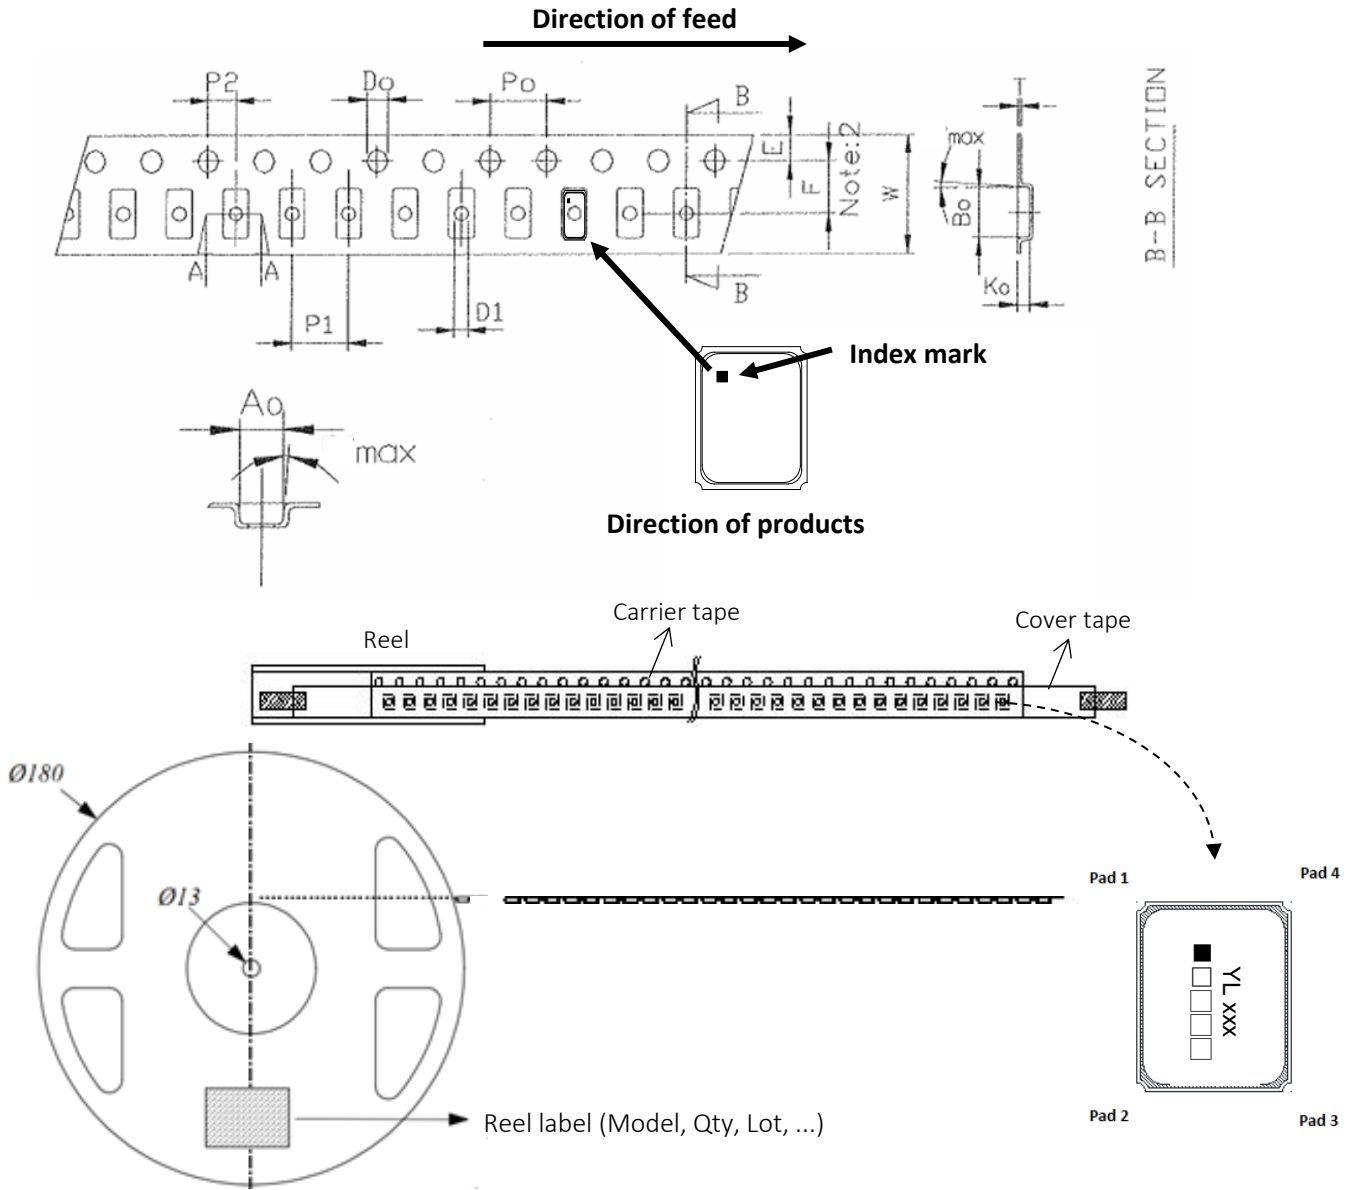 Direction of feed
P2
Do
Po
B
T
max
E
F
Note:2
W
Bo
B-B SECTION
A
A
B
Ko
D1
P1
Index mark
Ao
max
Direction of products
Carrier tape
Cover tape
Reel
Ø180
Ø13
Pad 1
Pad 4
YL xxx
Pad 2
Pad 3
Reel label (Model, Qty, Lot, ...)